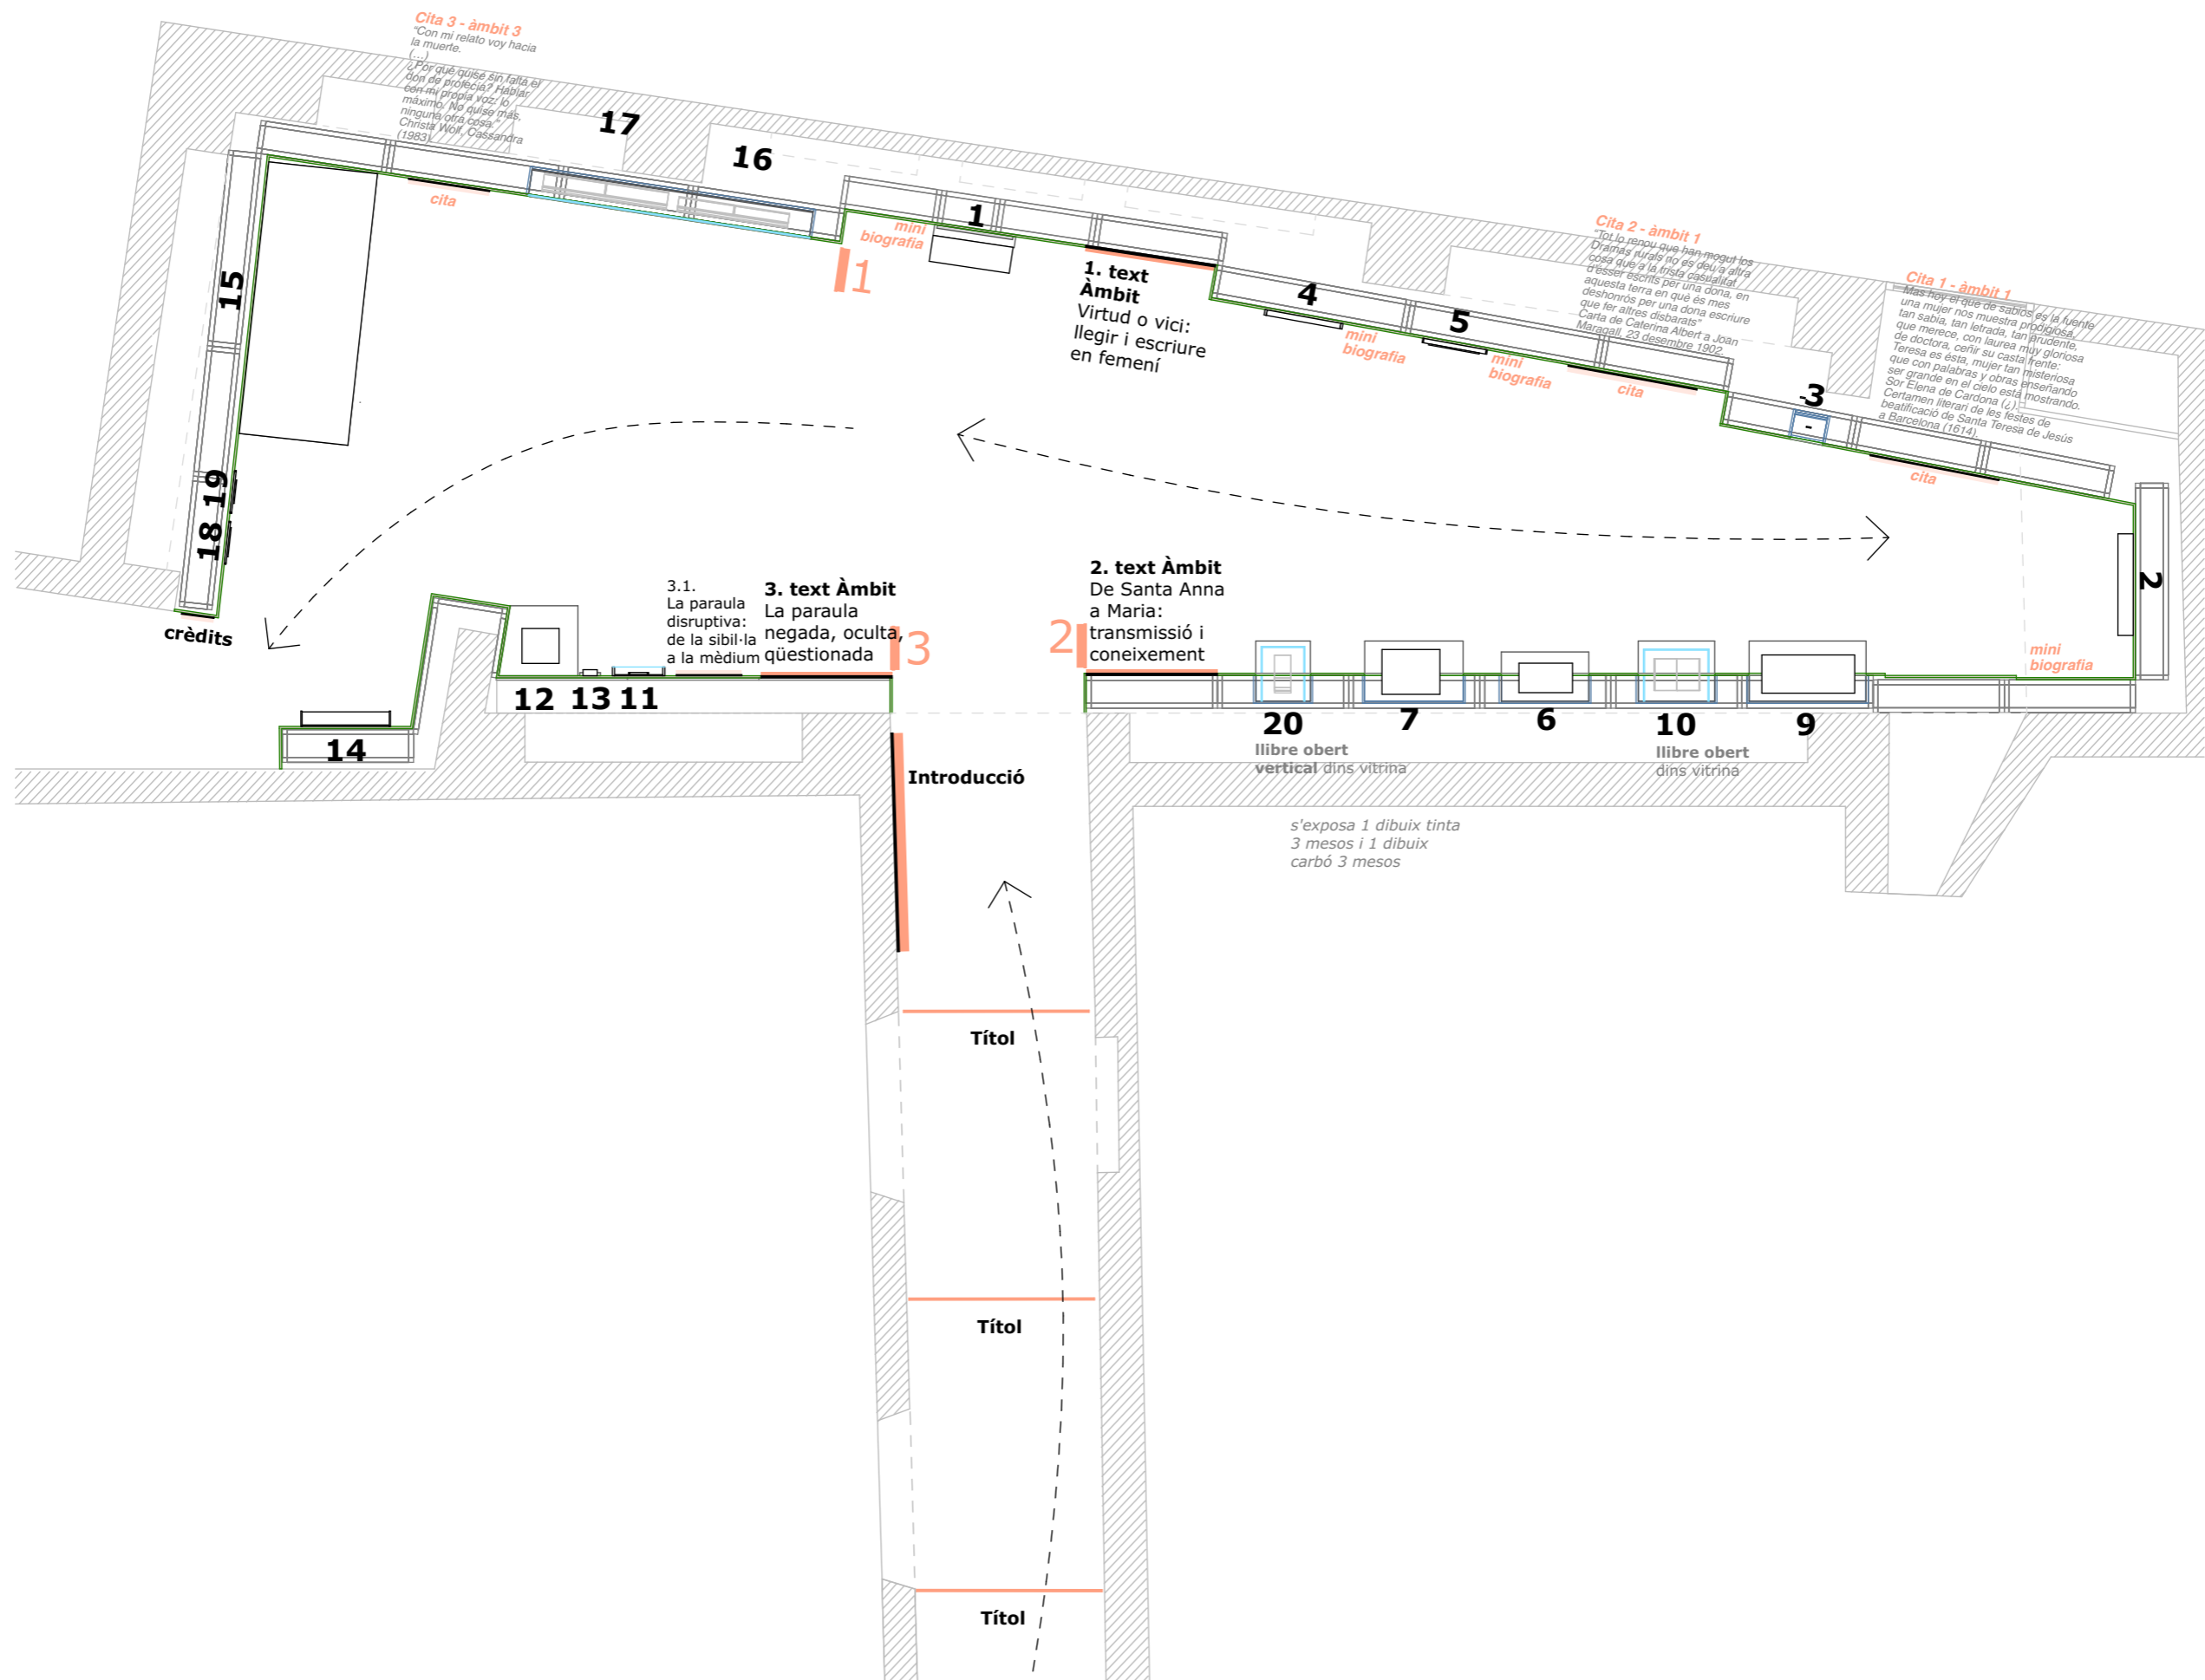 Cita 3 - àmbit 3
"Con mi relato voy hacia
la muerte.
(...)
¿Por qué quise sin falta el
don de profecía? Hablar
con mi propia voz: lo
máximo. No quise más,
ninguna otra cosa."
Christa Wolf, Cassandra
(1983)
17
16
cita
1
mini
biografia
1
1. text
Àmbit
Virtud o vici:
llegir i escriure
en femení
4
5
mini
biografia
mini
biografia
cita
Cita 2 - àmbit 1
"Tot lo renou que han mogut los
Dramas rurals no es deu a altra
cosa que a la trista casualitat
d'ésser escrits per una dona, en
aquesta terra en què és mes
deshonrós per una dona escriure
que fer altres disbarats"
Carta de Caterina Albert a Joan
Maragall, 23 desembre 1902.
Cita 1 - àmbit 1
Mas hoy el que de sabios es la fuente
una mujer nos muestra prodigiosa,
tan sabia, tan letrada, tan prudente,
que merece, con laurea muy gloriosa
de doctora, ceñir su casta frente:
Teresa es ésta, mujer tan misteriosa
que con palabras y obras enseñando
ser grande en el cielo está mostrando.
Sor Elena de Cardona (¿).
Certamen literari de les festes de
beatificació de Santa Teresa de Jesús
a Barcelona (1614).
3
cita
2
mini
biografia
15
19
18
crèdits
3.1.
La paraula
disruptiva:
de la sibil·la
a la mèdium
3. text Àmbit
La paraula
negada, oculta,
qüestionada
3
2
2. text Àmbit
De Santa Anna
a Maria:
transmissió i
coneixement
12
13
11
14
20
llibre obert
vertical dins vitrina
7
6
10
llibre obert
dins vitrina
9
Introducció
s'exposa 1 dibuix tinta
3 mesos i 1 dibuix
carbó 3 mesos
Títol
Títol
Títol